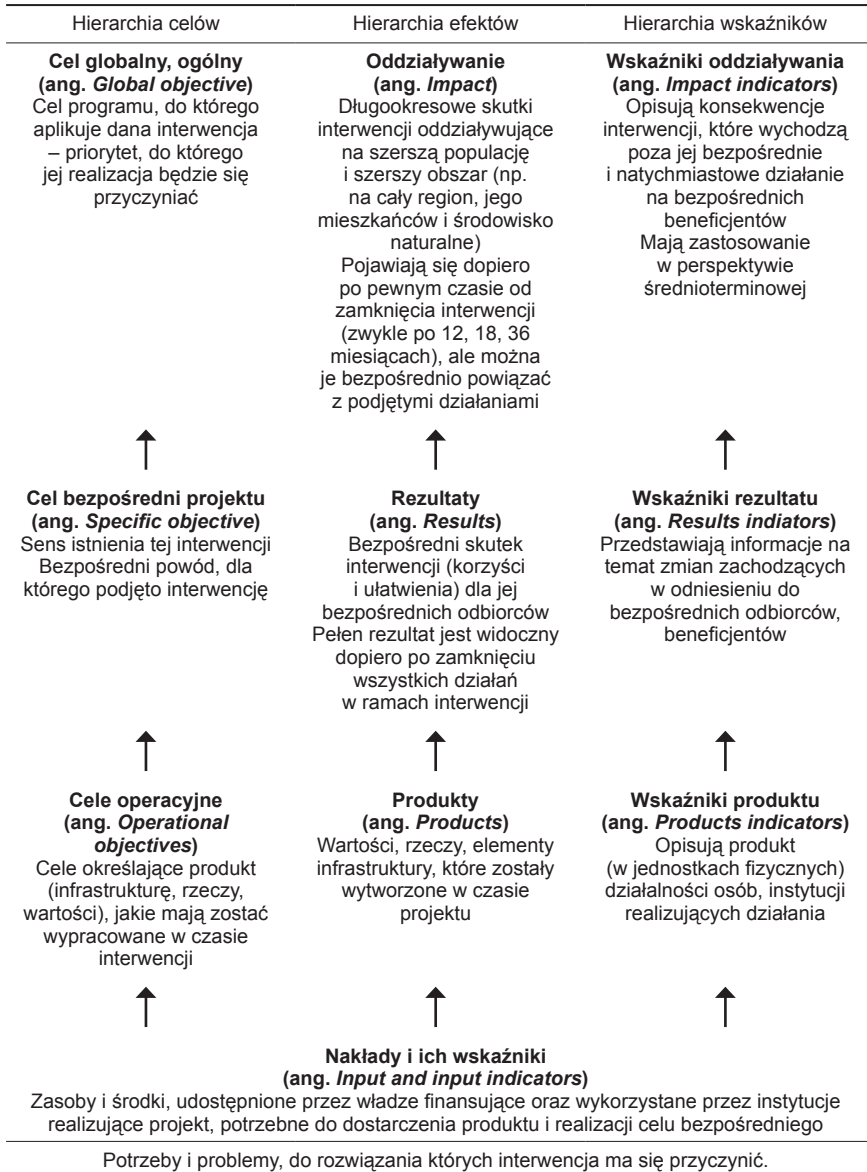 Hierarchia celów
Hierarchia efektów
Hierarchia wskaźników
Cel globalny, ogólny
(ang. Global objective)
Cel programu, do którego
aplikuje dana interwencja
– priorytet, do którego
jej realizacja będzie się
przyczyniać
Oddziaływanie
(ang. Impact)
Długookresowe skutki
interwencji oddziaływujące
na szerszą populację
i szerszy obszar (np.
na cały region, jego
mieszkańców i środowisko
naturalne)
Pojawiają się dopiero
po pewnym czasie od
zamknięcia interwencji
(zwykle po 12, 18, 36
miesiącach), ale można
je bezpośrednio powiązać
z podjętymi działaniami
Wskaźniki oddziaływania
(ang. Impact indicators)
Opisują konsekwencje
interwencji, które wychodzą
poza jej bezpośrednie
i natychmiastowe działanie
na bezpośrednich
beneficjentów
Mają zastosowanie
w perspektywie
średnioterminowej
Cel bezpośredni projektu
(ang. Specific objective)
Sens istnienia tej interwencji
Bezpośredni powód, dla
którego podjęto interwencję
Rezultaty
(ang. Results)
Bezpośredni skutek
interwencji (korzyści
i ułatwienia) dla jej
bezpośrednich odbiorców
Pełen rezultat jest widoczny
dopiero po zamknięciu
wszystkich działań
w ramach interwencji
Wskaźniki rezultatu
(ang. Results indiators)
Przedstawiają informacje na
temat zmian zachodzących
w odniesieniu do
bezpośrednich odbiorców,
beneficjentów
Cele operacyjne
(ang. Operational
objectives)
Cele określające produkt
(infrastrukturę, rzeczy,
wartości), jakie mają zostać
wypracowane w czasie
interwencji
Produkty
(ang. Products)
Wartości, rzeczy, elementy
infrastruktury, które zostały
wytworzone w czasie
projektu
Wskaźniki produktu
(ang. Products indicators)
Opisują produkt
(w jednostkach fizycznych)
działalności osób, instytucji
realizujących działania
Nakłady i ich wskaźniki
(ang. Input and input indicators)
Zasoby i środki, udostępnione przez władze finansujące oraz wykorzystane przez instytucje
realizujące projekt, potrzebne do dostarczenia produktu i realizacji celu bezpośredniego
Potrzeby i problemy, do rozwiązania których interwencja ma się przyczynić.